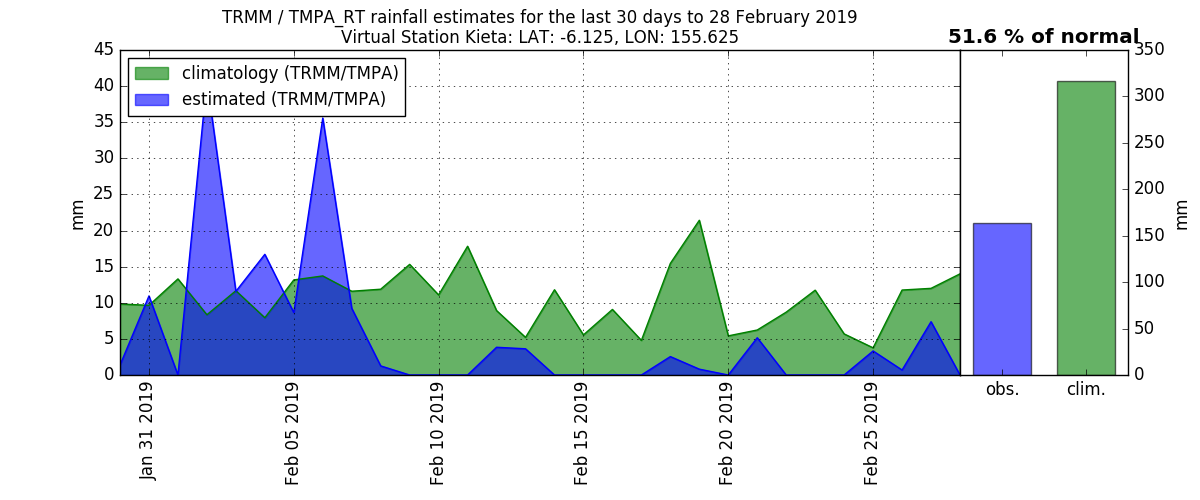 TRMM / TMPA_RT rainfall estimates for the last 30 days to 28 February 2019
Virtual Station Kieta: LAT: -6.125, LON: 155.625
51.6 % of normal
climatology (TRMM/TMPA)
estimated (TRMM/TMPA)
45
40
35
30
25
20
15
10
5
0
mm
350
300
250
200
150
100
50
0
mm
Jan 31 2019
Feb 05 2019
Feb 10 2019
Feb 15 2019
Feb 20 2019
Feb 25 2019
obs.
clim.